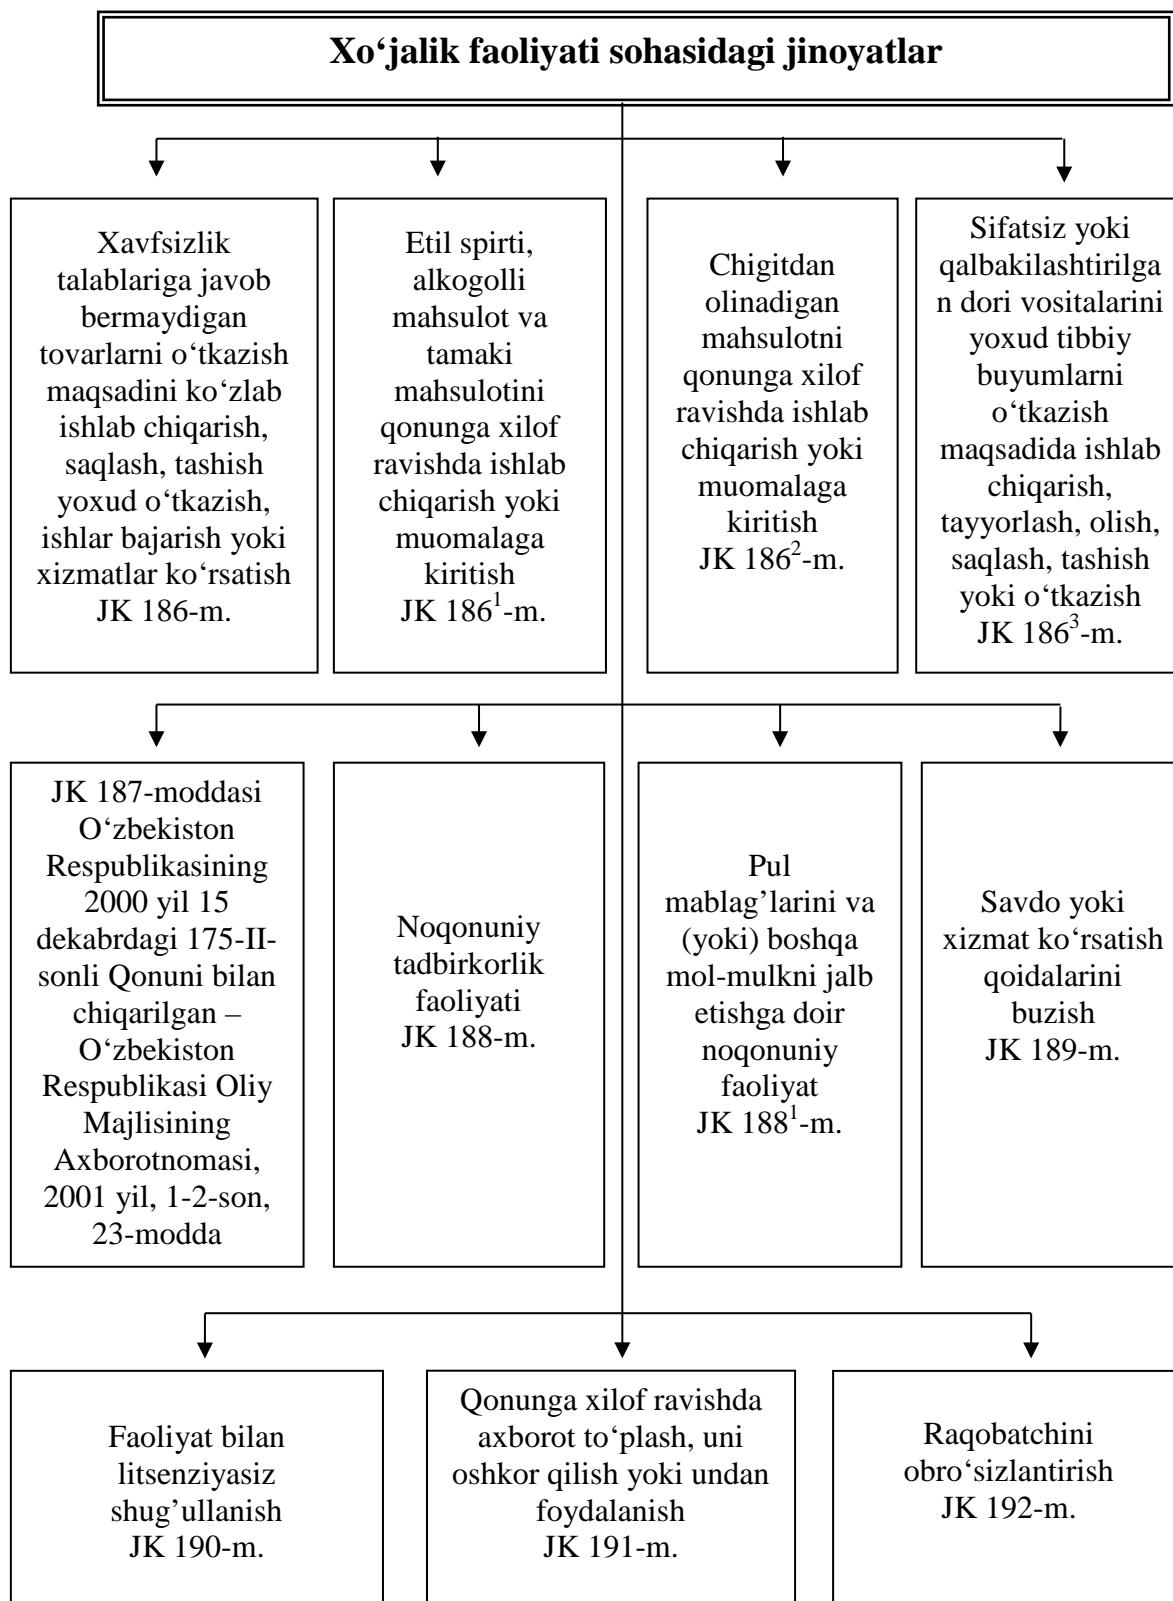 Xo‘jalik faoliyati sohasidagi jinoyatlar
Xavfsizlik
talablariga javob
bermaydigan
tovarlarni o‘tkazish
maqsadini ko‘zlab
ishlab chiqarish,
saqlash, tashish
yoxud o‘tkazish,
ishlar bajarish yoki
xizmatlar ko‘rsatish
JK 186-m.
Etil spirti,
alkogolli
mahsulot va
tamaki
mahsulotini
qonunga xilof
ravishda ishlab
chiqarish yoki
muomalaga
kiritish
JK 186¹-m.
Chigitdan
olinadigan
mahsulotni
qonunga xilof
ravishda ishlab
chiqarish yoki
muomalaga
kiritish
JK 186²-m.
Sifatsiz yoki
qalbakilashtirilga
n dori vositalarini
yoxud tibbiy
buyumlarni
o‘tkazish
maqsadida ishlab
chiqarish,
tayyorlash, olish,
saqlash, tashish
yoki o‘tkazish
JK 186³-m.
JK 187-moddasi
O‘zbekiston
Respublikasining
2000 yil 15
dekabrdagi 175-II-
sonli Qonuni bilan
chiqarilgan –
O‘zbekiston
Respublikasi Oliy
Majlisining
Axborotnomasi,
2001 yil, 1-2-son,
23-modda
Noqonuniy
tadbirkorlik
faoliyati
JK 188-m.
Pul
mablag’larini va
(yoki) boshqa
mol-mulkni jalb
etishga doir
noqonuniy
faoliyat
JK 188¹-m.
Savdo yoki
xizmat ko‘rsatish
qoidalarini
buzish
JK 189-m.
Faoliyat bilan
litsenziyasiz
shug’ullanish
JK 190-m.
Qonunga xilof ravishda
axborot to‘plash, uni
oshkor qilish yoki undan
foydalanish
JK 191-m.
Raqobatchini
obro‘sizlantirish
JK 192-m.